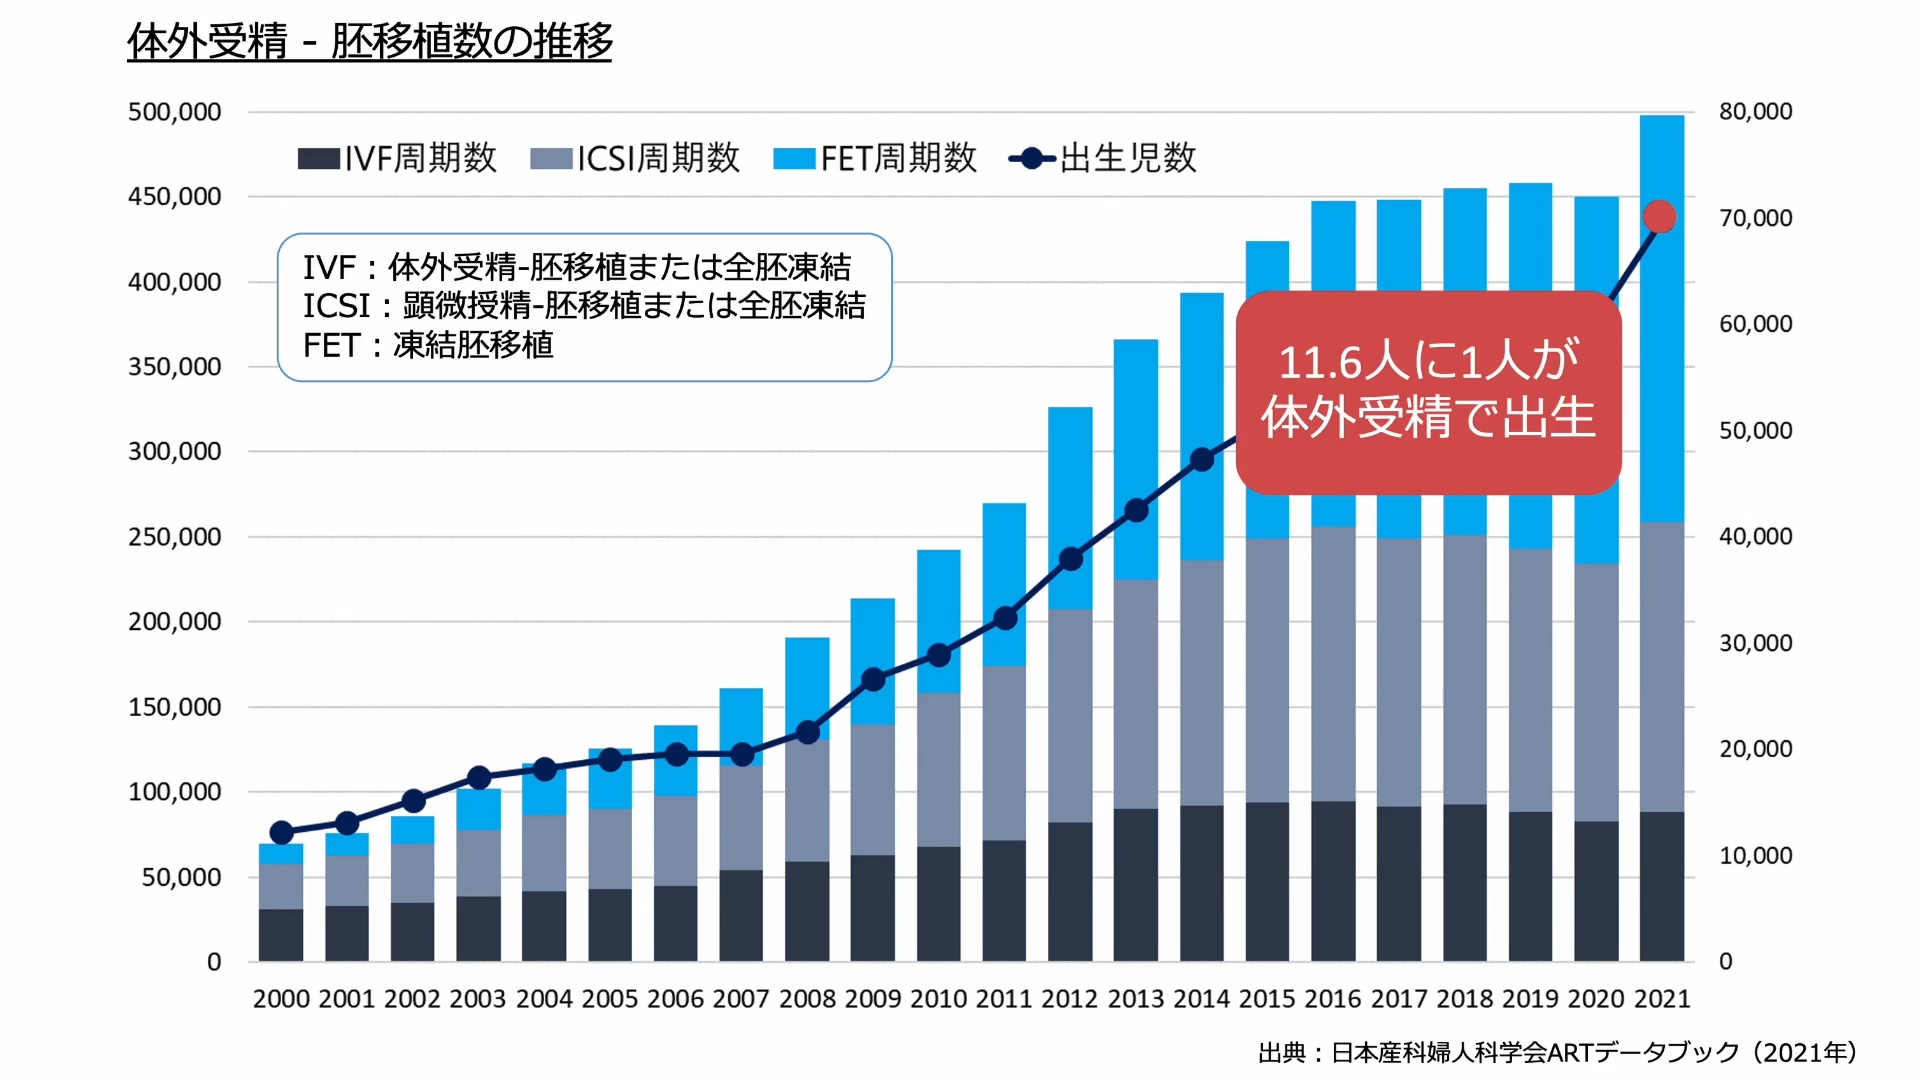 体外受精 - 胚移植数の推移
500,000
450,000
400,000
350,000
300,000
250,000
200,000
150,000
100,000
50,000
0
80,000
70,000
60,000
50,000
40,000
30,000
20,000
10,000
0
IVF周期数 ICSI周期数 FET周期数 出生児数
IVF：体外受精-胚移植または全胚凍結
ICSI：顕微授精-胚移植または全胚凍結
FET：凍結胚移植
11.6人に1人が
体外受精で出生
2000 2001 2002 2003 2004 2005 2006 2007 2008 2009 2010 2011 2012 2013 2014 2015 2016 2017 2018 2019 2020 2021
出典：日本産科婦人科学会ARTデータブック（2021年）